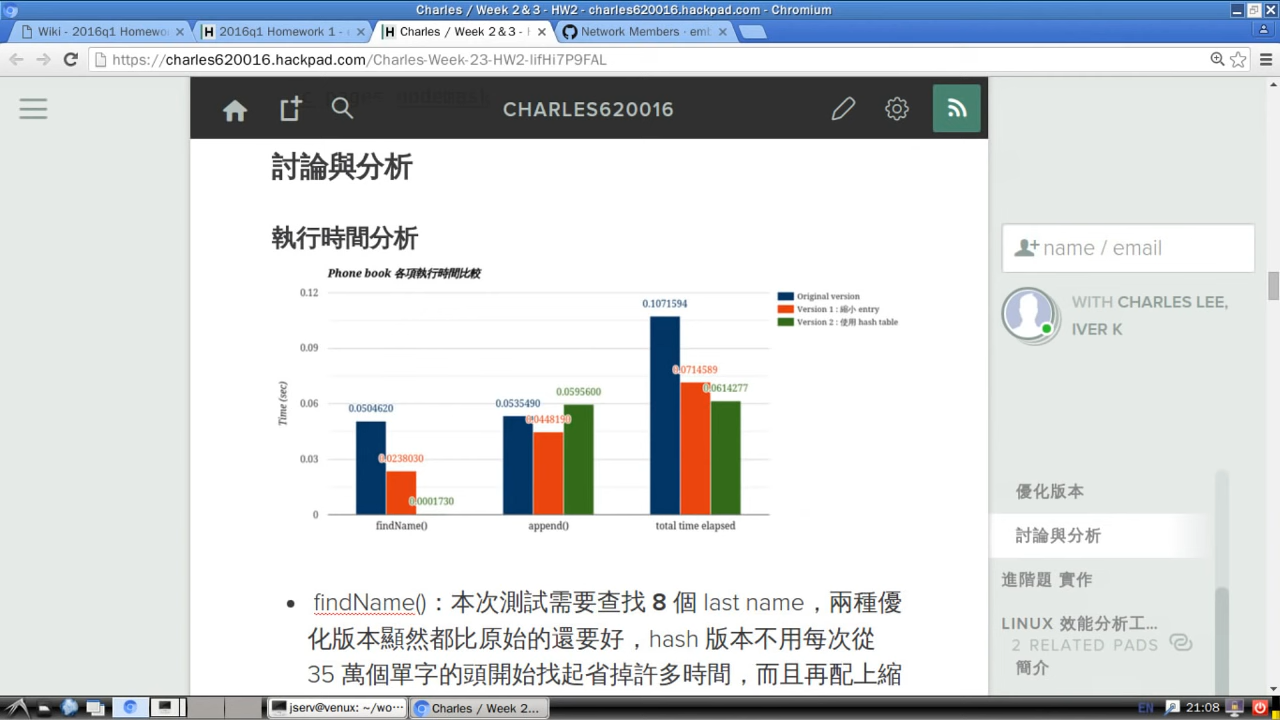 Charles / Week 2 & 3 - HW2 - charles620016.hackpad.com - Chromium
Wiki - 2016q1 Homewo
2016q1 Homework 1 -
Charles / Week 2 & 3 -
Network Members · emb
https://charles620016.hackpad.com/Charles-Week-23-HW2-IifHi7P9FAL
CHARLES620016
討論與分析
執行時間分析
Phone book 各項執行時間比較
Original version
Version 1 : 縮小 entry
Version 2 : 使用 hash table
Time (sec)
0.12
0.09
0.06
0.03
0
0.0504620
0.0238030
0.0001730
0.0535490
0.0448190
0.0595600
0.1071594
0.0714589
0.0614277
findName()
append()
total time elapsed
findName()：本次測試需要查找 8 個 last name，兩種優
化版本顯然都比原始的還要好，hash 版本不用每次從
35 萬個單字的頭開始找起省掉許多時間，而且再配上縮
name / email
WITH CHARLES LEE,
IVER K
優化版本
討論與分析
進階題 實作
LINUX 效能分析工...
2 RELATED PADS
簡介
jserv@venux: ~/wo···
Charles / Week 2...
EN
21:08